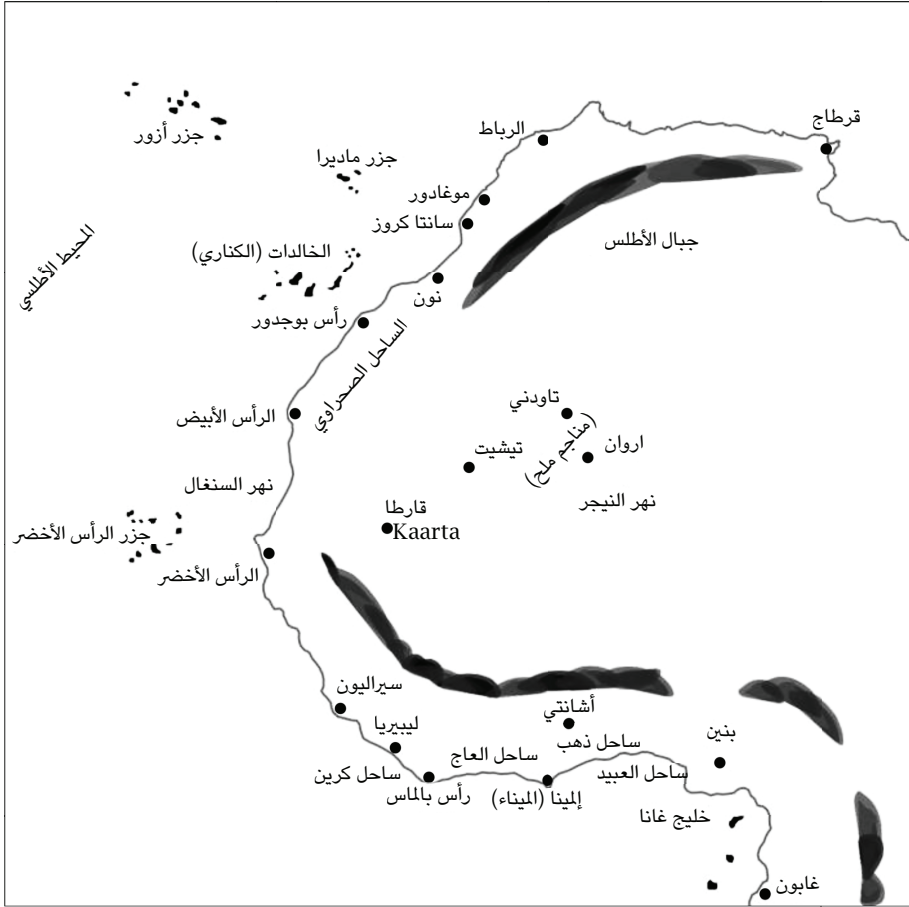 قرطاج
الرباط
جزر أزور
جزر ماديرا
موغادور
سانتا كروز
جبال الأطلس
المحيط الأطلسي
الخالدات (الكناري)
نون
رأس بوجدور
الساحل الصحراوي
الرأس الأبيض
تاودني
(مناجم ملح)
اروان
تيشيت
نهر السنغال
نهر النيجر
قارطا
Kaarta
جزر الرأس الأخضر
الرأس الأخضر
سيراليون
أشانتي
ليبيريا
بنين
ساحل ذهب
ساحل العاج
ساحل العبيد
ساحل كرين
رأس بالماس
إلمينا (الميناء)
خليج غانا
غابون